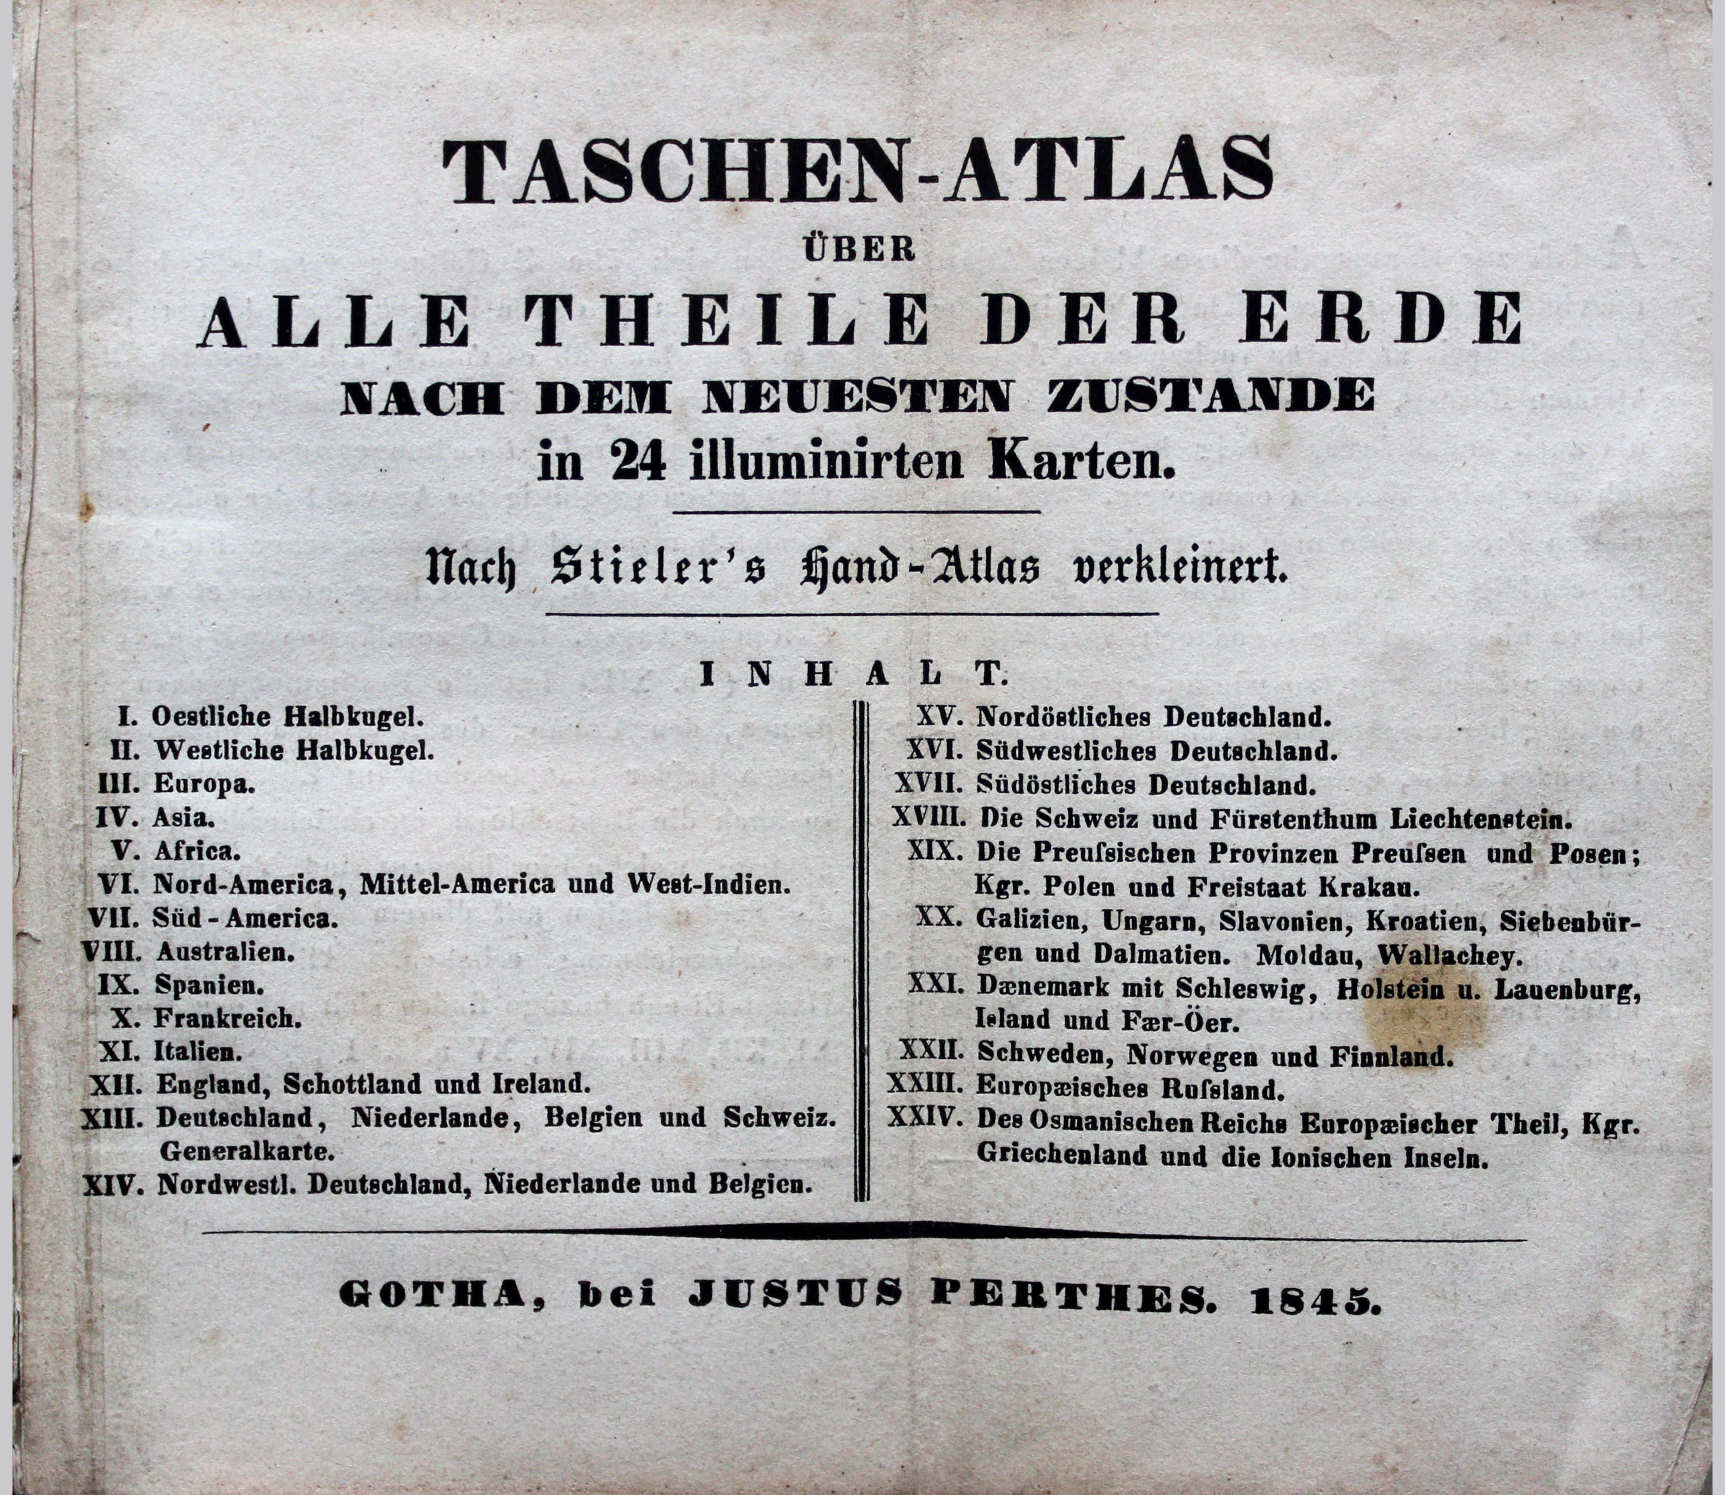 TASCHEN-ATLAS
ÜBER
ALLE THEILE DER ERDE
NACH DEM NEUESTEN ZUSTANDE
in 24 illuminirten Karten.
Nach Stieler's Hand-Atlas verkleinert.
INHALT.
I. Oestliche Halbkugel.
II. Westliche Halbkugel.
III. Europa.
IV. Asia.
V. Africa.
VI. Nord-America, Mittel-America und West-Indien.
VII. Süd-America.
VIII. Australien.
IX. Spanien.
X. Frankreich.
XI. Italien.
XII. England, Schottland und Ireland.
XIII. Deutschland, Niederlande, Belgien und Schweiz.
Generalkarte.
XIV. Nordwestl. Deutschland, Niederlande und Belgien.
XV. Nordöstliches Deutschland.
XVI. Südwestliches Deutschland.
XVII. Südöstliches Deutschland.
XVIII. Die Schweiz und Fürstenthum Liechtenstein.
XIX. Die Preuſsischen Provinzen Preuſsen und Posen;
Kgr. Polen und Freistaat Krakau.
XX. Galizien, Ungarn, Slavonien, Kroatien, Siebenbür-
gen und Dalmatien. Moldau, Wallachey.
XXI. Dænemark mit Schleswig, Holstein u. Lauenburg,
Island und Fær-Öer.
XXII. Schweden, Norwegen und Finnland.
XXIII. Europæisches Ruſsland.
XXIV. Des Osmanischen Reichs Europæischer Theil, Kgr.
Griechenland und die Ionischen Inseln.
GOTHA, bei JUSTUS PERTHES. 1845.